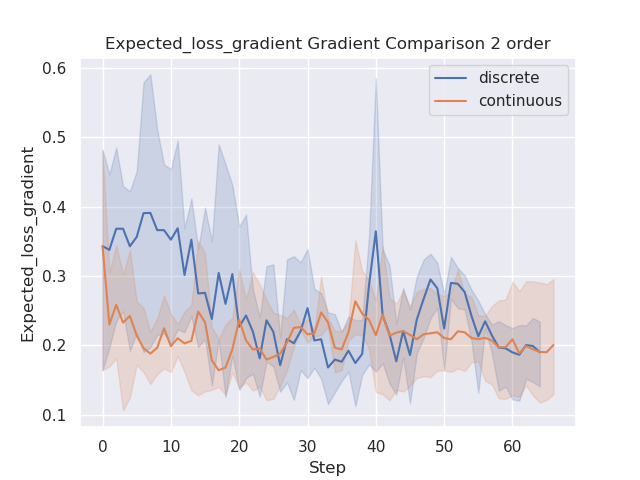 Expected_loss_gradient Gradient Comparison 2 order
discrete
continuous
Expected_loss_gradient
0.6
0.5
0.4
0.3
0.2
0.1
0 10 20 30 40 50 60
Step